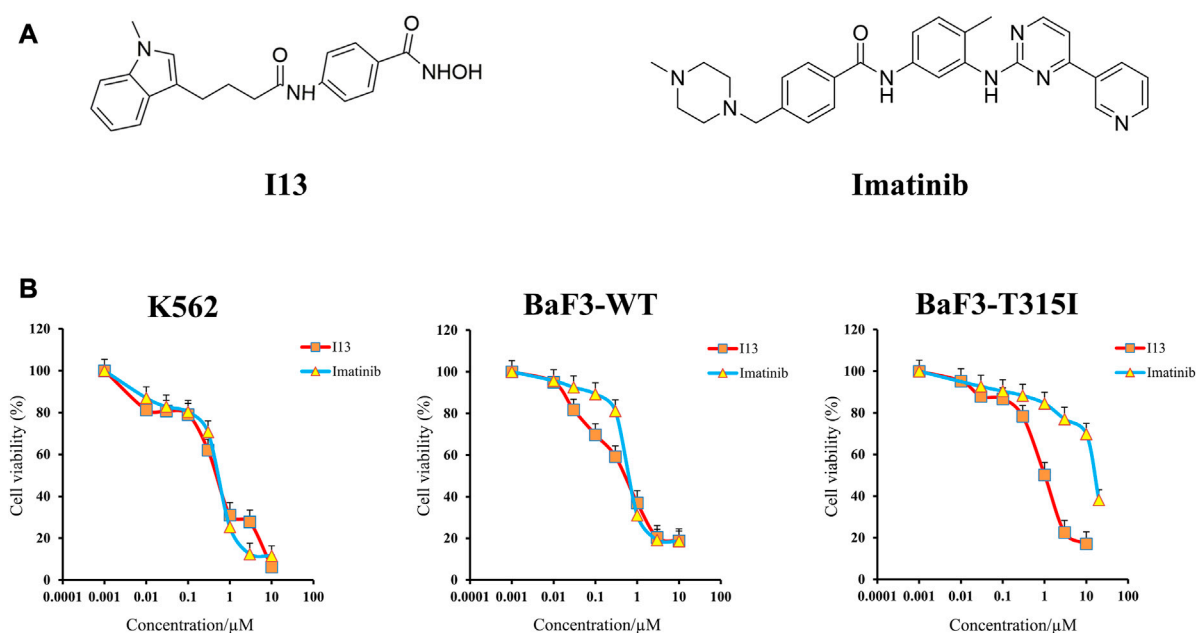 A
N
O
NH
O
NHOH
I13
N
N
O
N
H
N
H
N
N
N
Imatinib
B
K562
120
100
80
60
40
20
0
Cell viability (%)
0.0001 0.001 0.01 0.1 1 10 100
Concentration/μM
I13
Imatinib
BaF3-WT
120
100
80
60
40
20
0
Cell viability (%)
0.0001 0.001 0.01 0.1 1 10 100
Concentration/μM
I13
Imatinib
BaF3-T315I
120
100
80
60
40
20
0
Cell viability (%)
0.0001 0.001 0.01 0.1 1 10 100
Concentration/μM
I13
Imatinib